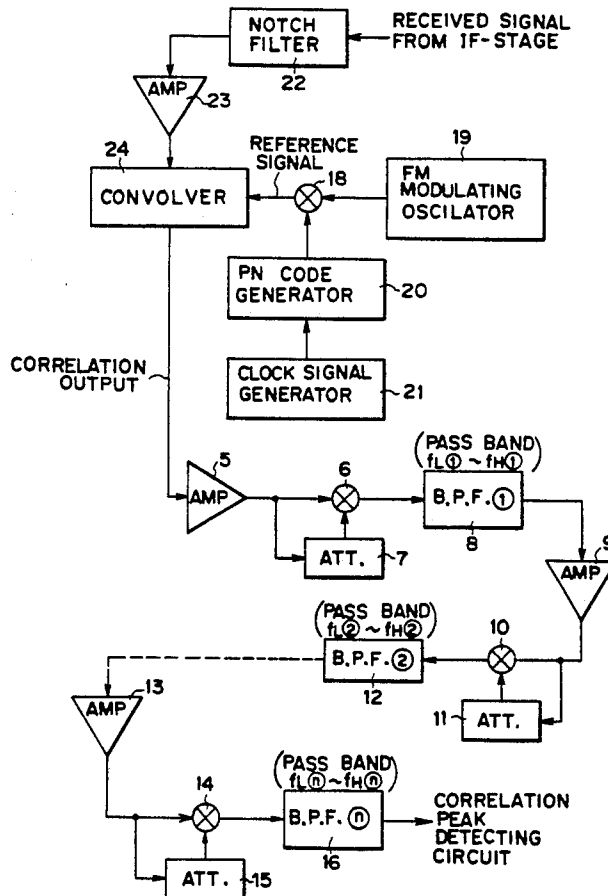 NOTCH
FILTER
22
RECEIVED SIGNAL
FROM IF-STAGE
AMP
23
24
CONVOLVER
REFERENCE
SIGNAL
18
19
FM
MODULATING
OSCILATOR
PN CODE
GENERATOR
20
CLOCK SIGNAL
GENERATOR
21
CORRELATION
OUTPUT
5
AMP
6
ATT.
7
(PASS BAND
fL① ~ fH①)
B.P.F.①
8
9
AMP
10
11
ATT.
(PASS BAND
fL② ~ fH②)
B.P.F.②
12
13
AMP
14
ATT.
15
(PASS BAND
fLⓝ ~ fHⓝ)
B.P.F.ⓝ
16
CORRELATION
PEAK
DETECTING
CIRCUIT